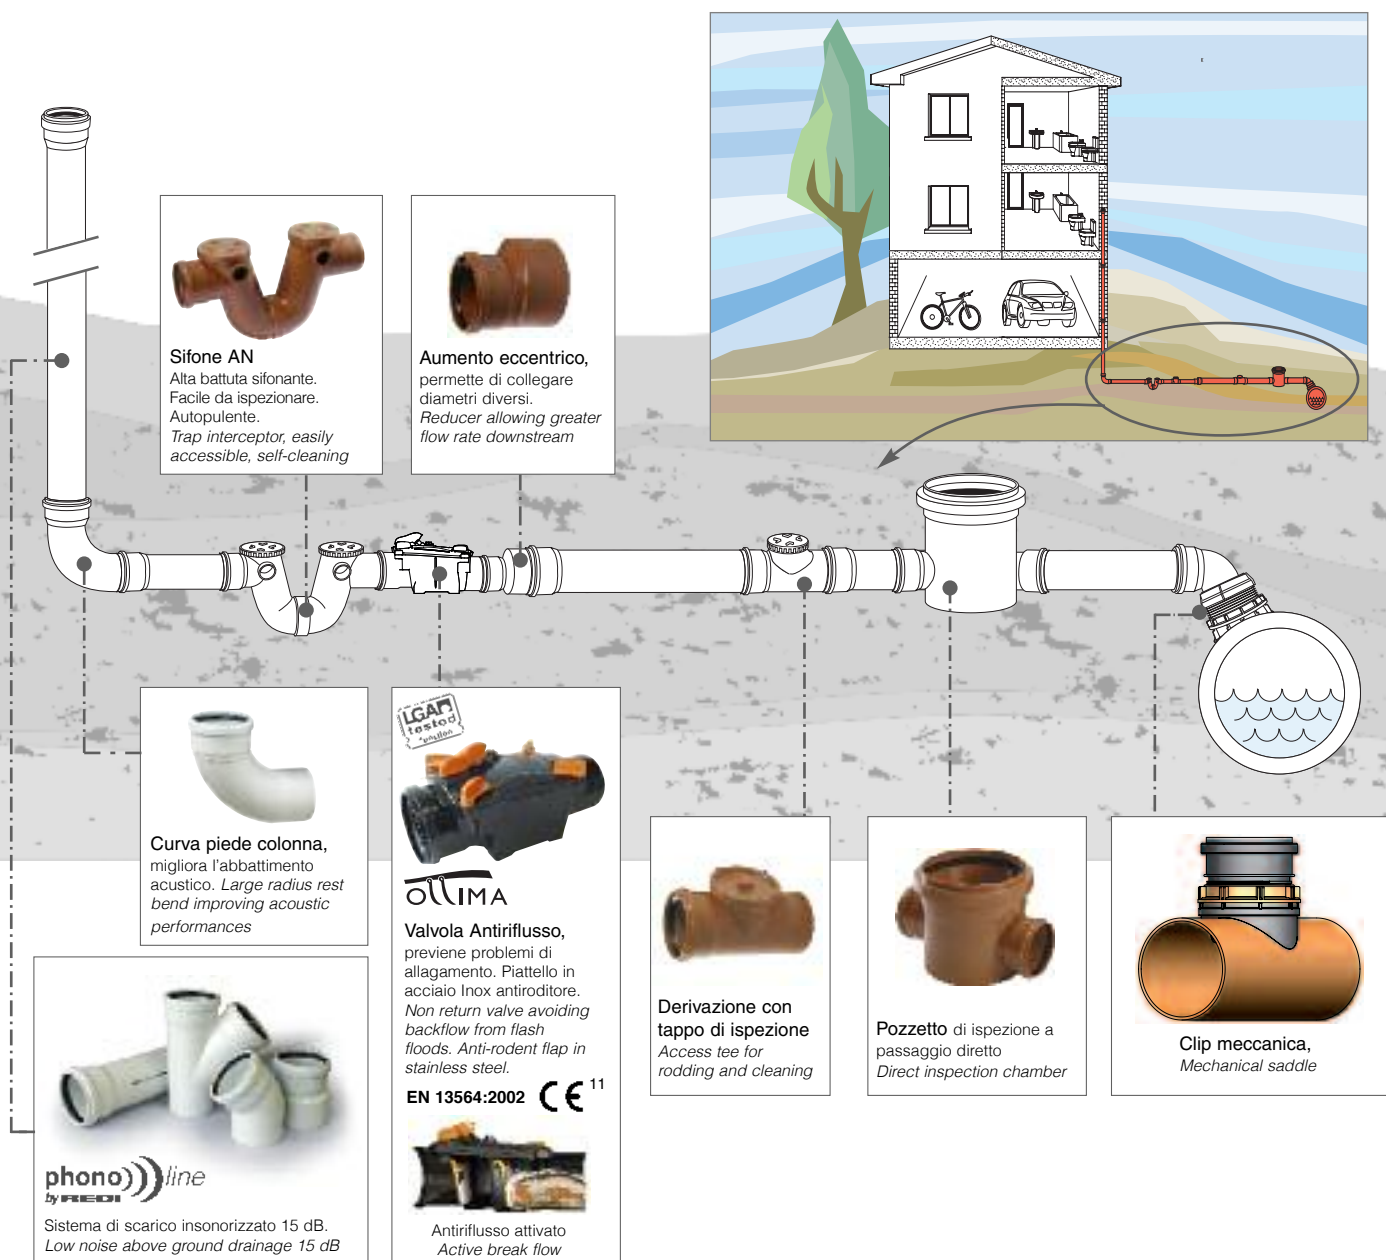 Sifone AN
Alta battuta sifonante.
Facile da ispezionare.
Autopulente.
Trap interceptor, easily
accessible, self-cleaning
Aumento eccentrico,
permette di collegare
diametri diversi.
Reducer allowing greater
flow rate downstream
Curva piede colonna,
migliora l'abbattimento
acustico. Large radius rest
bend improving acoustic
performances
phono)))line
by REDI
Sistema di scarico insonorizzato 15 dB.
Low noise above ground drainage 15 dB
LGA
tested
OTTIMA
Valvola Antiriflusso,
previene problemi di
allagamento. Piattello in
acciaio Inox antiroditore.
Non return valve avoiding
backflow from flash
floods. Anti-rodent flap in
stainless steel.
EN 13564:2002 CE 11
Antiriflusso attivato
Active break flow
Derivazione con
tappo di ispezione
Access tee for
rodding and cleaning
Pozzetto di ispezione a
passaggio diretto
Direct inspection chamber
Clip meccanica,
Mechanical saddle